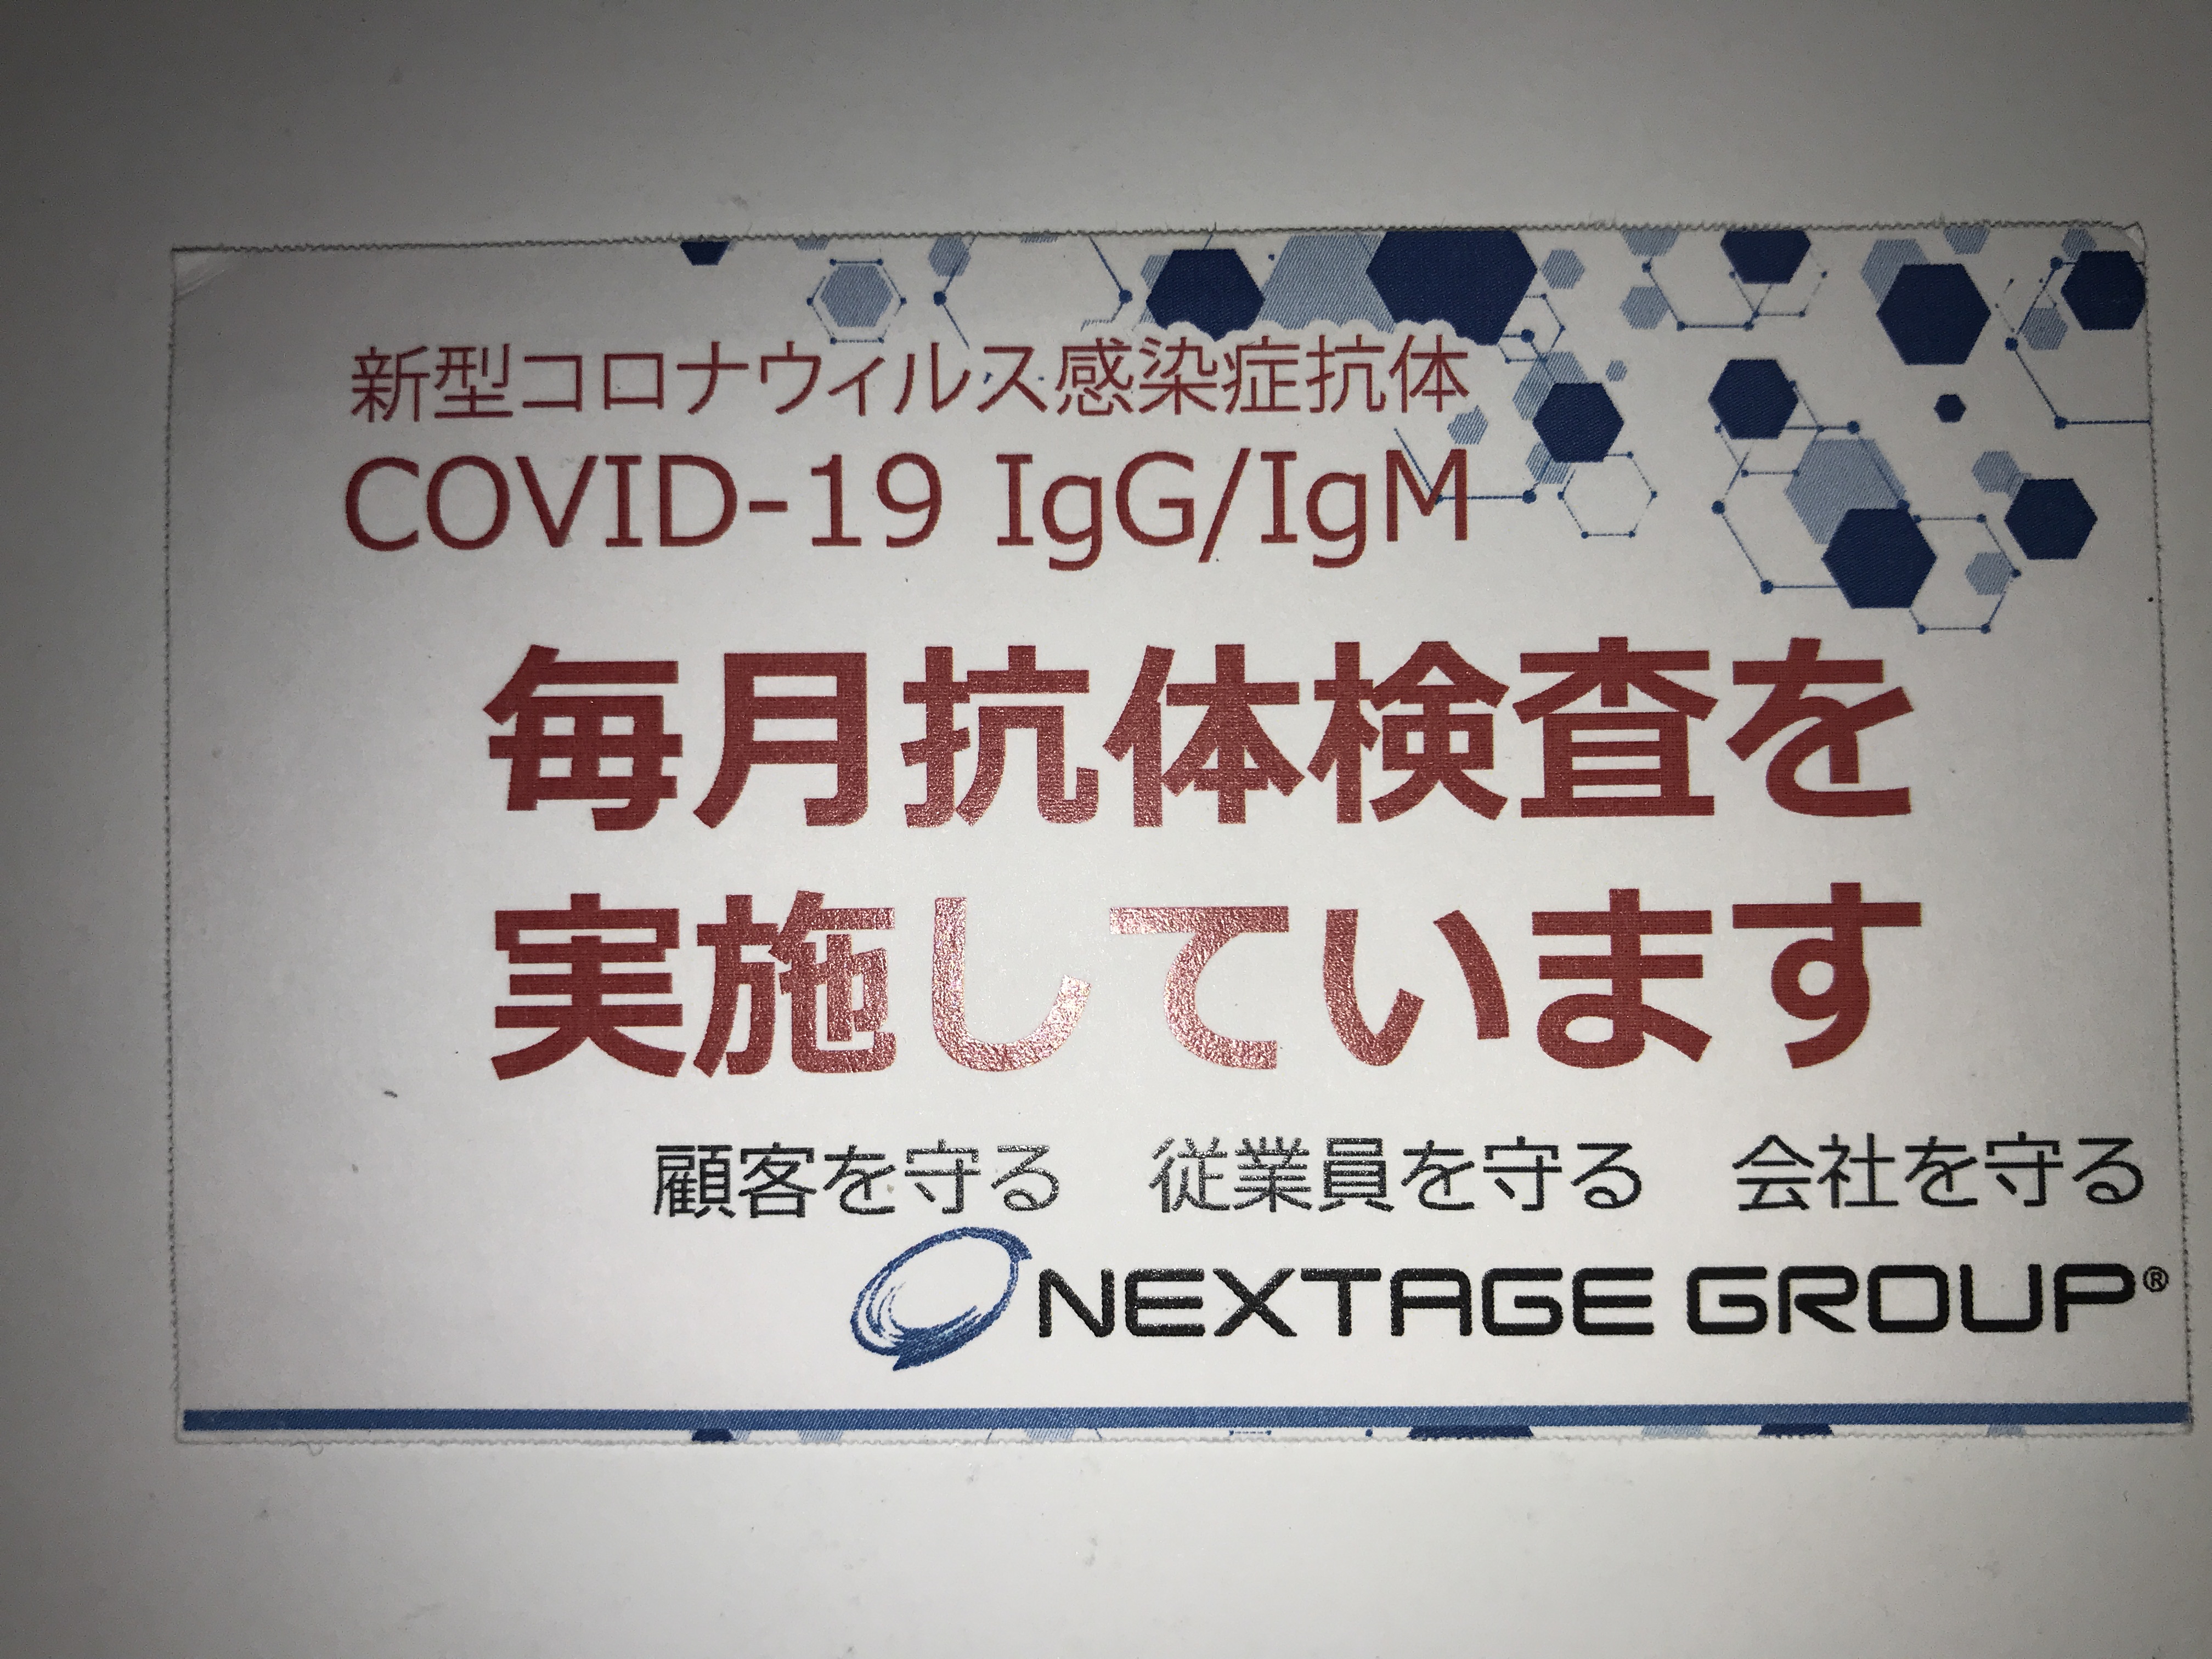 新型コロナウィルス感染症抗体
COVID-19 IgG/IgM
毎月抗体検査を
実施しています
顧客を守る　従業員を守る　会社を守る
NEXTAGE GROUP®